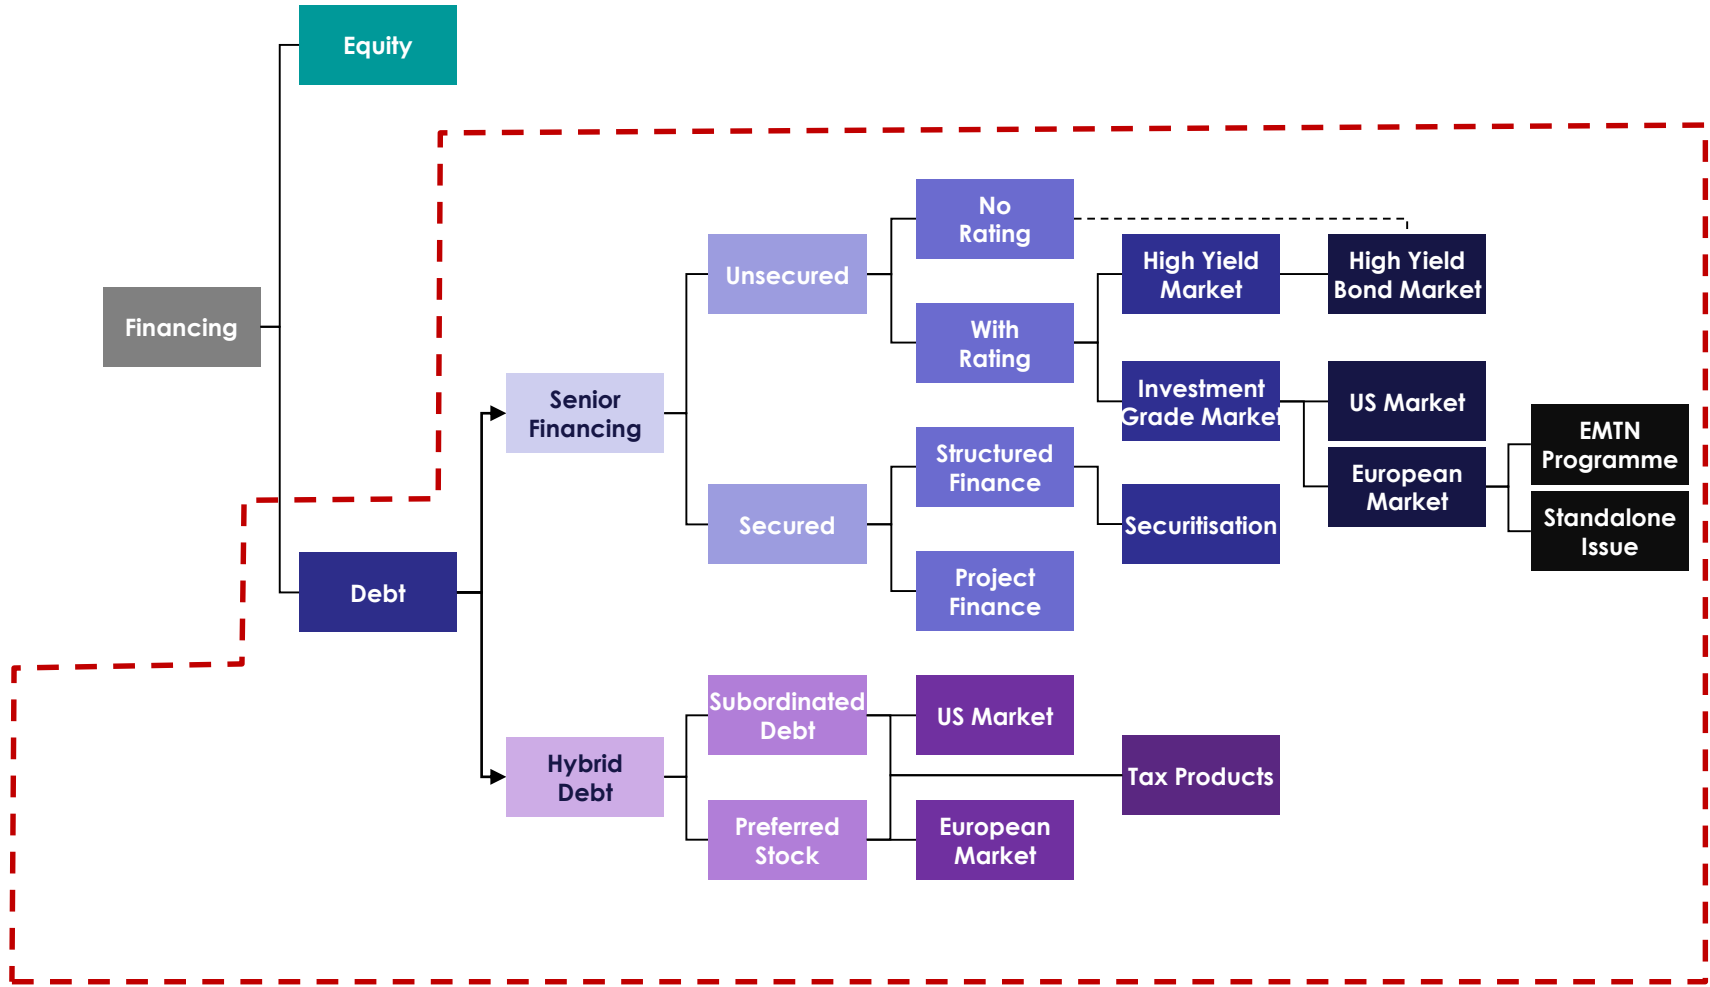 Equity
Financing
Debt
Senior
Financing
Hybrid
Debt
Unsecured
Secured
Subordinated
Debt
Preferred
Stock
No
Rating
With
Rating
Structured
Finance
Project
Finance
US Market
European
Market
High Yield
Market
Investment
Grade Market
Securitisation
Tax Products
High Yield
Bond Market
US Market
European
Market
EMTN
Programme
Standalone
Issue